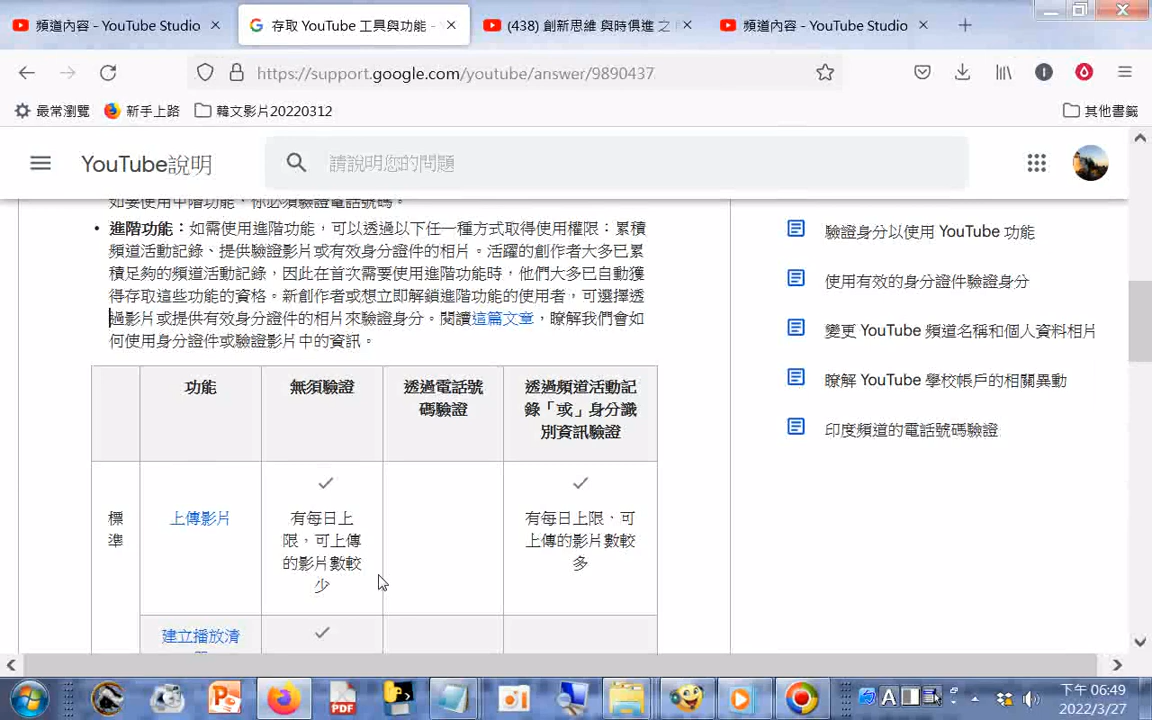 頻道內容 - YouTube Studio
存取 YouTube 工具與功能 -
(438) 創新思維 與時俱進 之
頻道內容 - YouTube Studio
https://support.google.com/youtube/answer/9890437
最常瀏覽
新手上路
韓文影片20220312
其他書籤
YouTube說明
請說明您的問題
如要使用中階功能，你必須驗證電話號碼。
• 進階功能：如需使用進階功能，可以透過以下任一種方式取得使用權限：累積
頻道活動記錄、提供驗證影片或有效身分證件的相片。活躍的創作者大多已累
積足夠的頻道活動記錄，因此在首次需要使用進階功能時，他們大多已自動獲
得存取這些功能的資格。新創作者或想立即解鎖進階功能的使用者，可選擇透
過影片或提供有效身分證件的相片來驗證身分。閱讀這篇文章，瞭解我們會如
何使用身分證件或驗證影片中的資訊。
功能
無須驗證
透過電話號
碼驗證
透過頻道活動記
錄「或」身分識
別資訊驗證
標
準
上傳影片
有每日上
限，可上傳
的影片數較
少
有每日上限，可
上傳的影片數較
多
建立播放清
驗證身分以使用 YouTube 功能
使用有效的身分證件驗證身分
變更 YouTube 頻道名稱和個人資料相片
瞭解 YouTube 學校帳戶的相關異動
印度頻道的電話號碼驗證
PDF
A
下午 06:49
2022/3/27